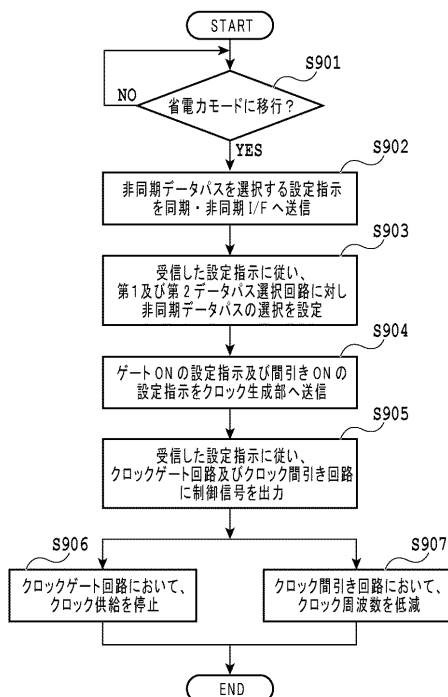 START
S901
省電力モードに移行?
NO
YES
S902
非同期データパスを選択する設定指示
を同期・非同期I/Fへ送信
S903
受信した設定指示に従い、
第1及び第2データパス選択回路に対し
非同期データパスの選択を設定
S904
ゲートONの設定指示及び間引きONの
設定指示をクロック生成部へ送信
S905
受信した設定指示に従い、
クロックゲート回路及びクロック間引き回路
に制御信号を出力
S906
クロックゲート回路において、
クロック供給を停止
S907
クロック間引き回路において、
クロック周波数を低減
END